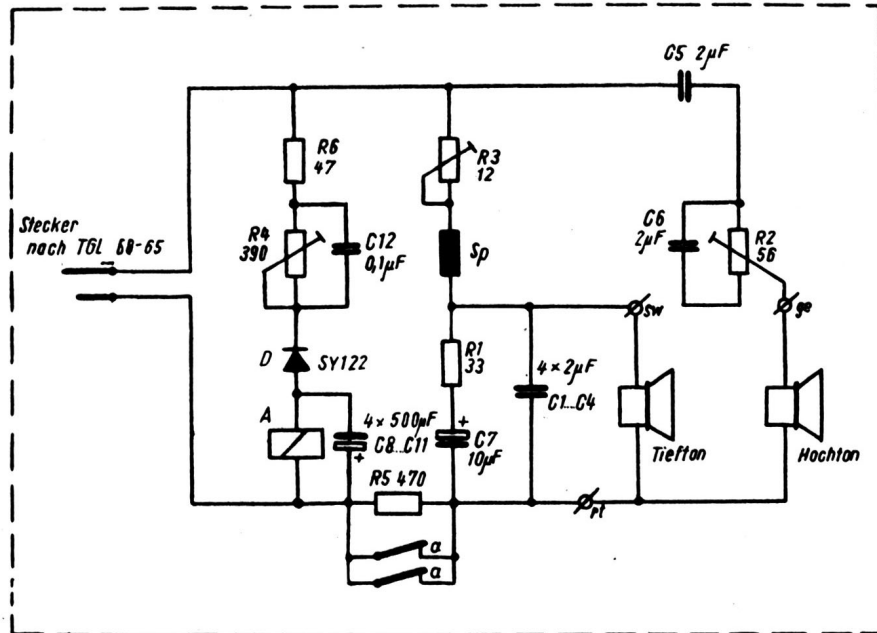 C5 2µF
R6
47
R3
12
Stecker
nach TGL 68-65
R4
390
C12
0,1µF
Sp
C6
2µF
R2
56
sw
ge
D
SY122
R1
33
4×2µF
C1...C4
A
4×500µF
C8...C11
+
+
C7
10µF
Tiefton
Hochton
R5 470
rt
a
a